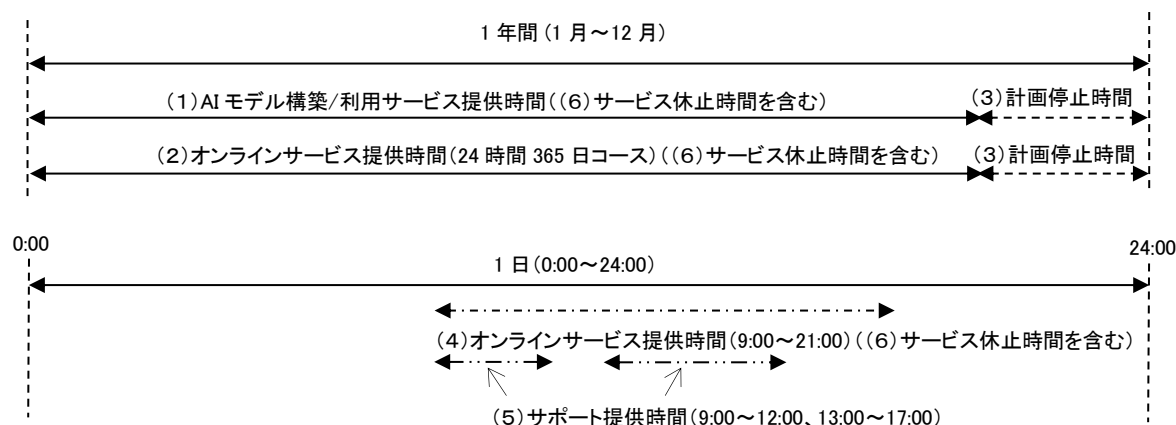 1 年間(1 月～12 月)
(1)AI モデル構築/利用サービス提供時間((6)サービス休止時間を含む) (3)計画停止時間
(2)オンラインサービス提供時間(24 時間 365 日コース)((6)サービス休止時間を含む) (3)計画停止時間
0:00 24:00
1 日(0:00～24:00)
(4)オンラインサービス提供時間(9:00～21:00)((6)サービス休止時間を含む)
(5)サポート提供時間(9:00～12:00、13:00～17:00)